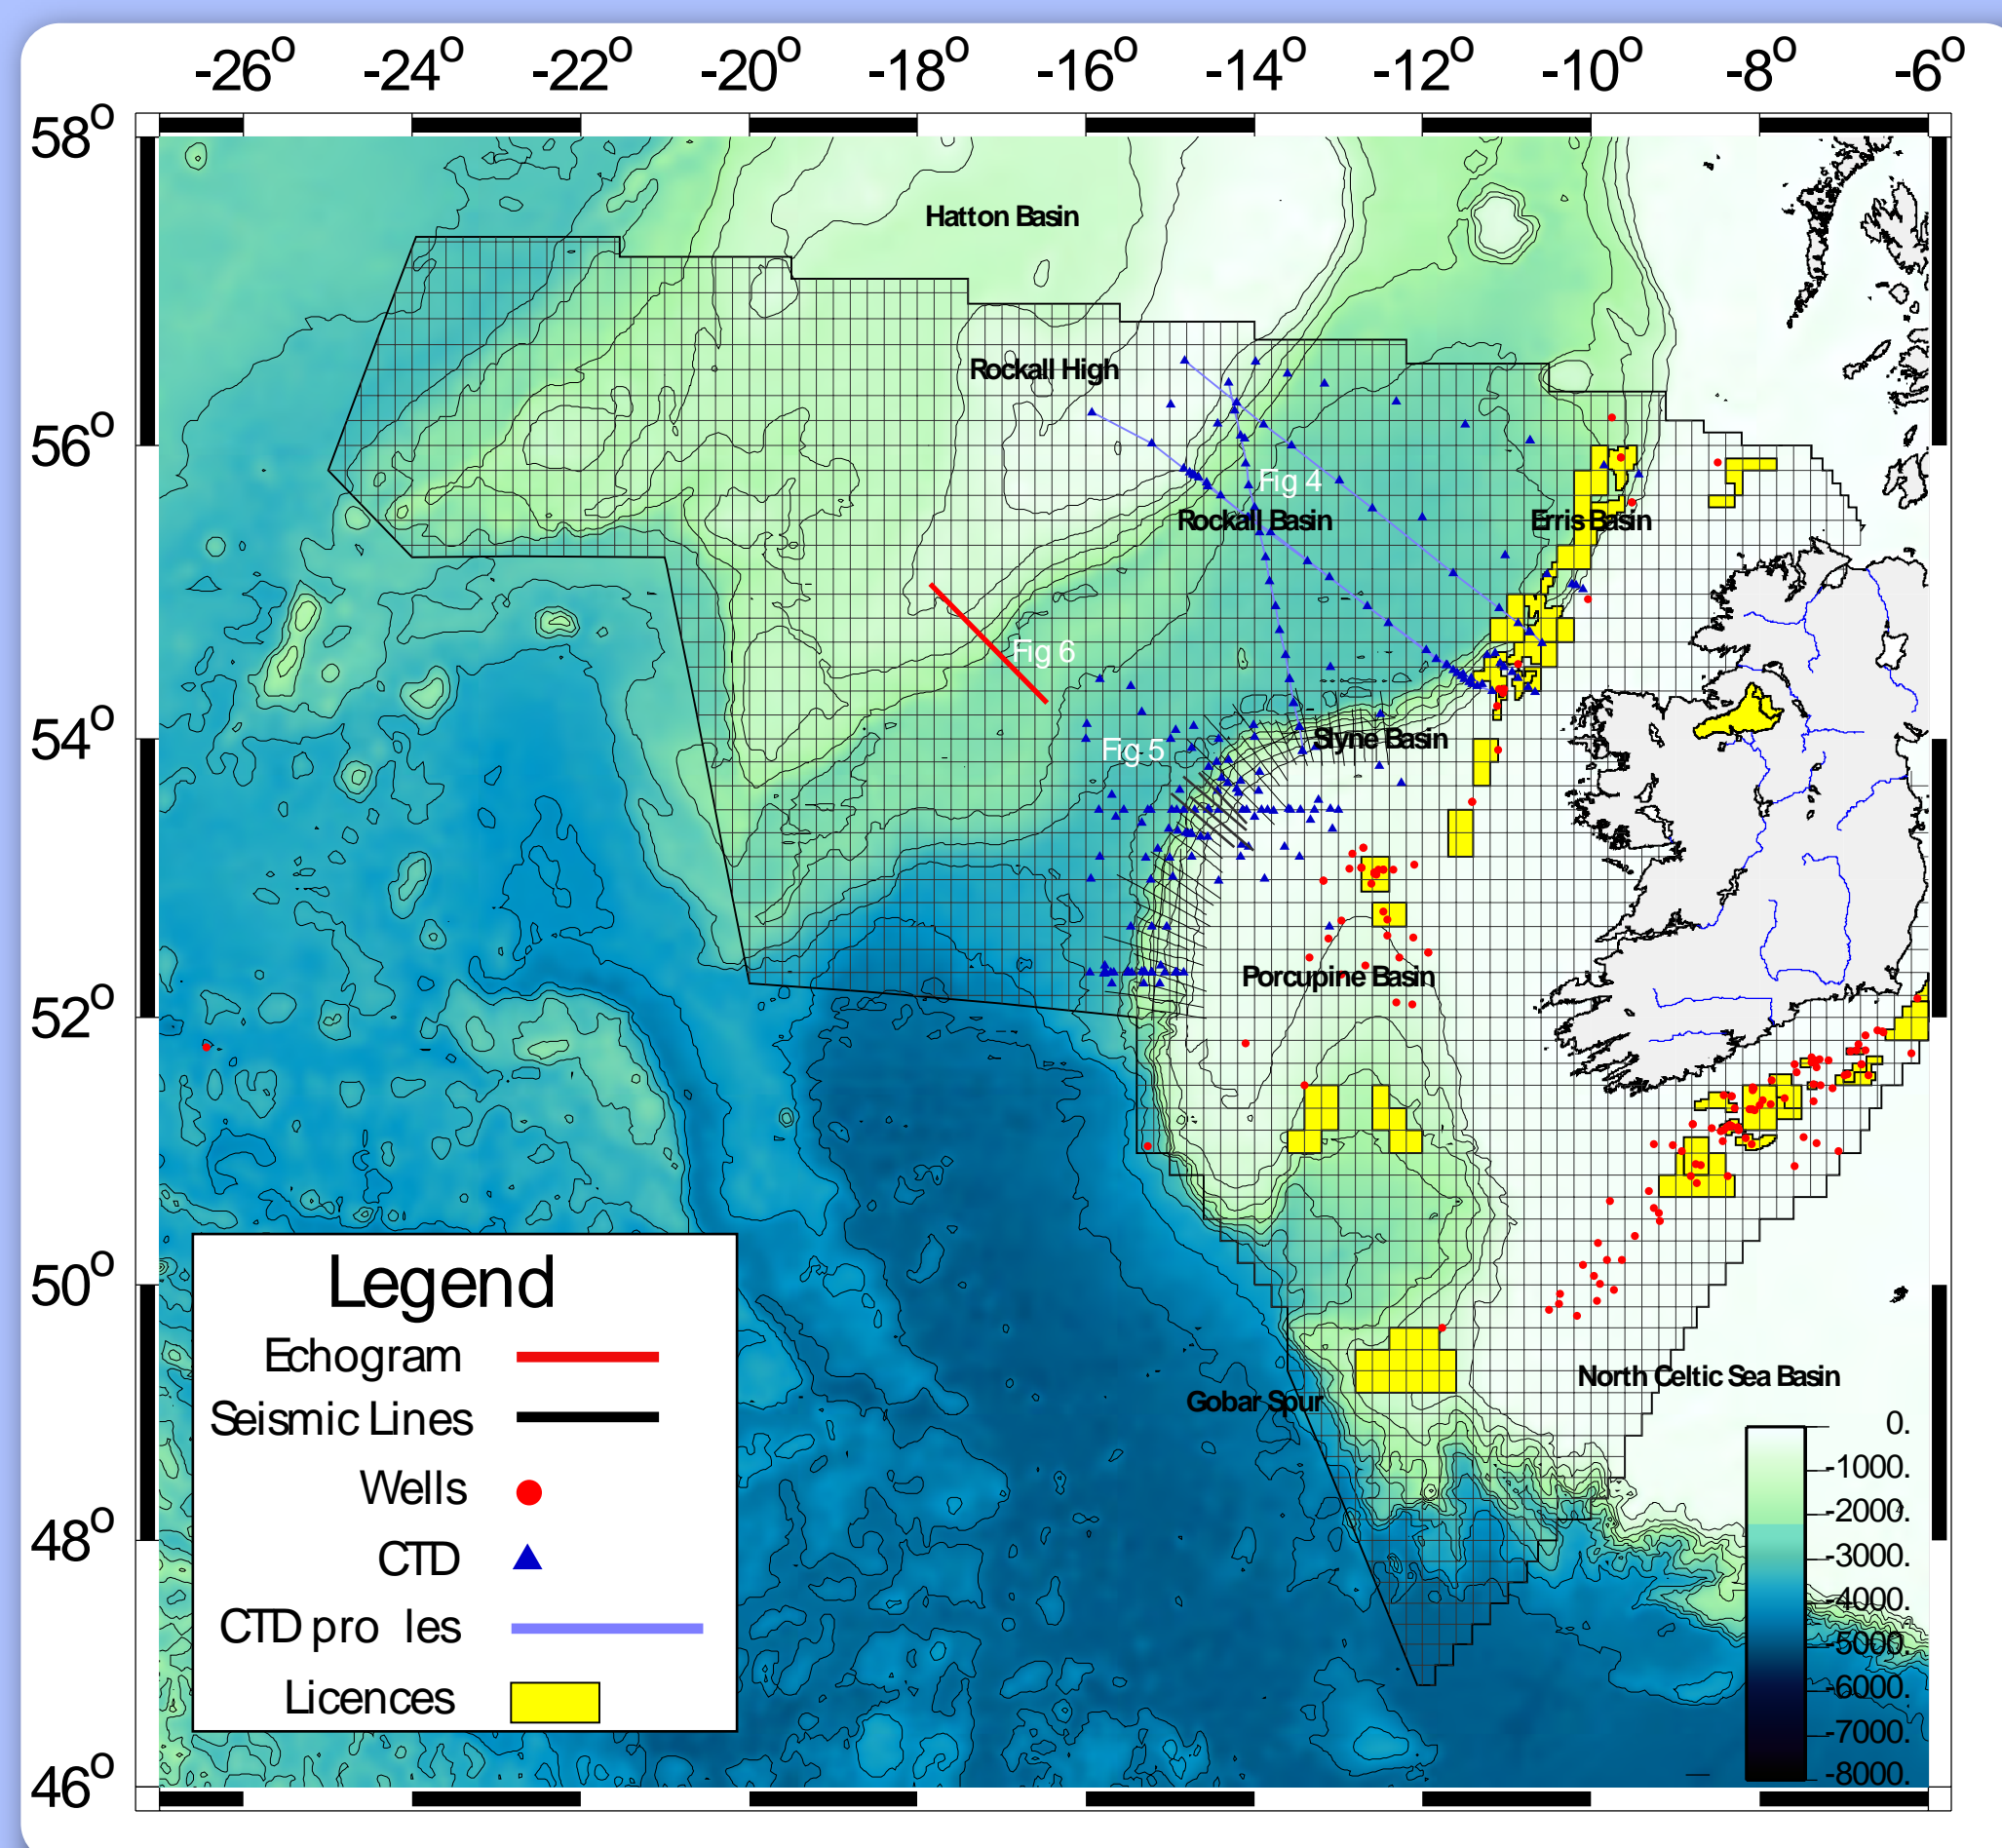 -26° -24° -22° -20° -18° -16° -14° -12° -10° -8° -6°
58°
56°
54°
52°
50°
48°
46°
Hatton Basin
Rockall High
Fig 4
Rockall Basin
Erris Basin
Fig 6
Fig 5
Slyne Basin
Porcupine Basin
North Celtic Sea Basin
Gobar Spur
Legend
Echogram
Seismic Lines
Wells
CTD
CTD pro les
Licences
0.
-1000.
-2000.
-3000.
-4000.
-5000.
-6000.
-7000.
-8000.